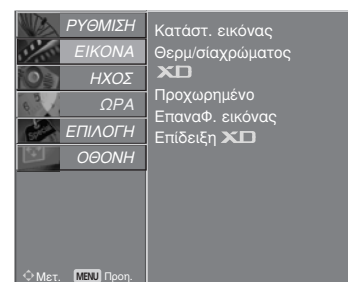 ΡΥΘΜΙΣΗ
ΕΙΚΟΝΑ
ΗΧΟΣ
ΩΡΑ
ΕΠΙΛΟΓΗ
ΟΘΟΝΗ
Μετ. MENU Προη.
Κατάστ. εικόνας
Θερμ/σίαχρώματος
XD
Προχωρημένο
ΕπαναΦ. εικόνας
Επίδειξη XD